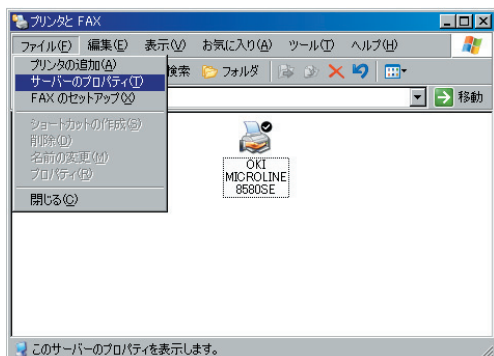 プリンタと FAX
ファイル(F) 編集(E) 表示(V) お気に入り(A) ツール(T) ヘルプ(H)
プリンタの追加(A)
サーバーのプロパティ(T)
FAX のセットアップ(X)
ショートカットの作成(S)
削除(D)
名前の変更(M)
プロパティ(R)
閉じる(C)
検索 フォルダ
移動
OKI
MICROLINE
8580SE
このサーバーのプロパティを表示します。